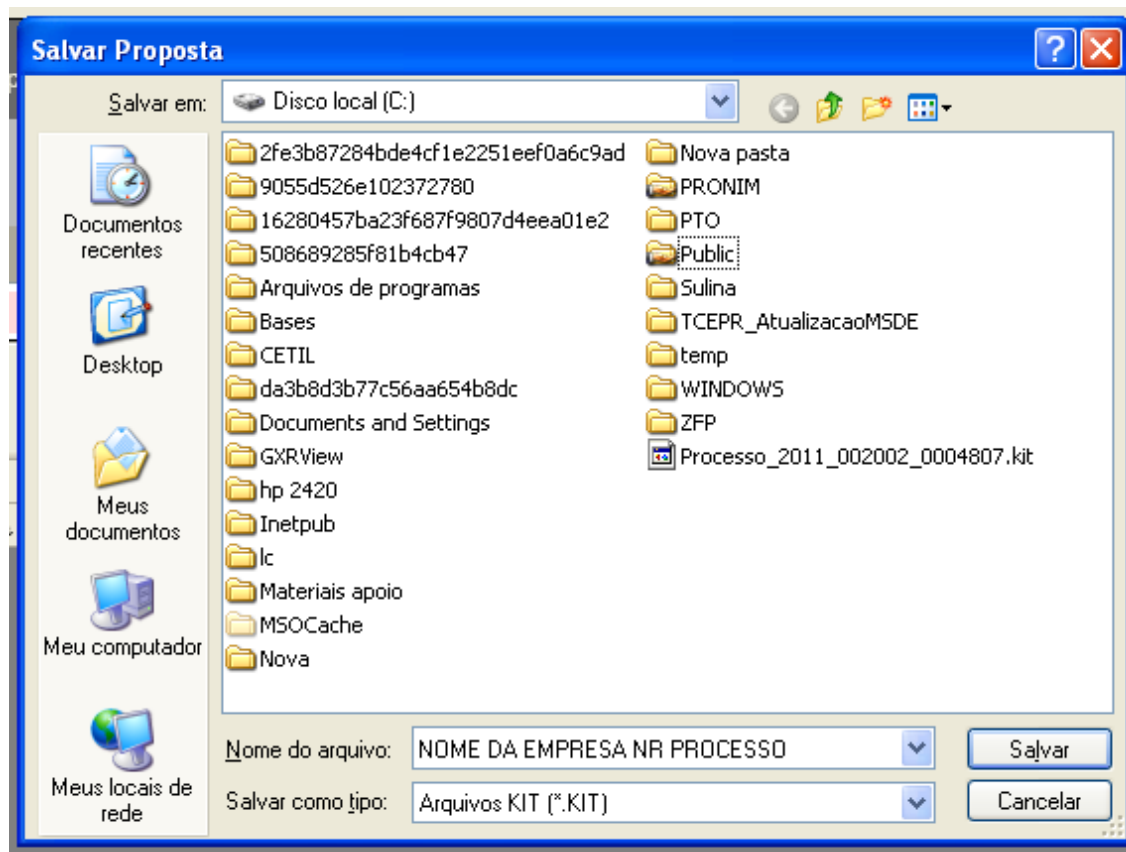 Salvar Proposta
Salvar em: Disco local (C:)
2fe3b87284bde4cf1e2251eef0a6c9ad
9055d526e102372780
16280457ba23f687f9807d4eea01e2
508689285f81b4cb47
Arquivos de programas
Bases
CETIL
da3b8d3b77c56aa654b8dc
Documents and Settings
GXRView
hp 2420
Inetpub
lc
Materiais apoio
MSOCache
Nova
Nova pasta
PRONIM
PTO
Public
Sulina
TCEPR_AtualizacaoMSDE
temp
WINDOWS
ZFP
Processo_2011_002002_0004807.kit
Documentos
recentes
Desktop
Meus
documentos
Meu computador
Meus locais de
rede
Nome do arquivo: NOME DA EMPRESA NR PROCESSO Salvar
Salvar como tipo: Arquivos KIT (*.KIT) Cancelar